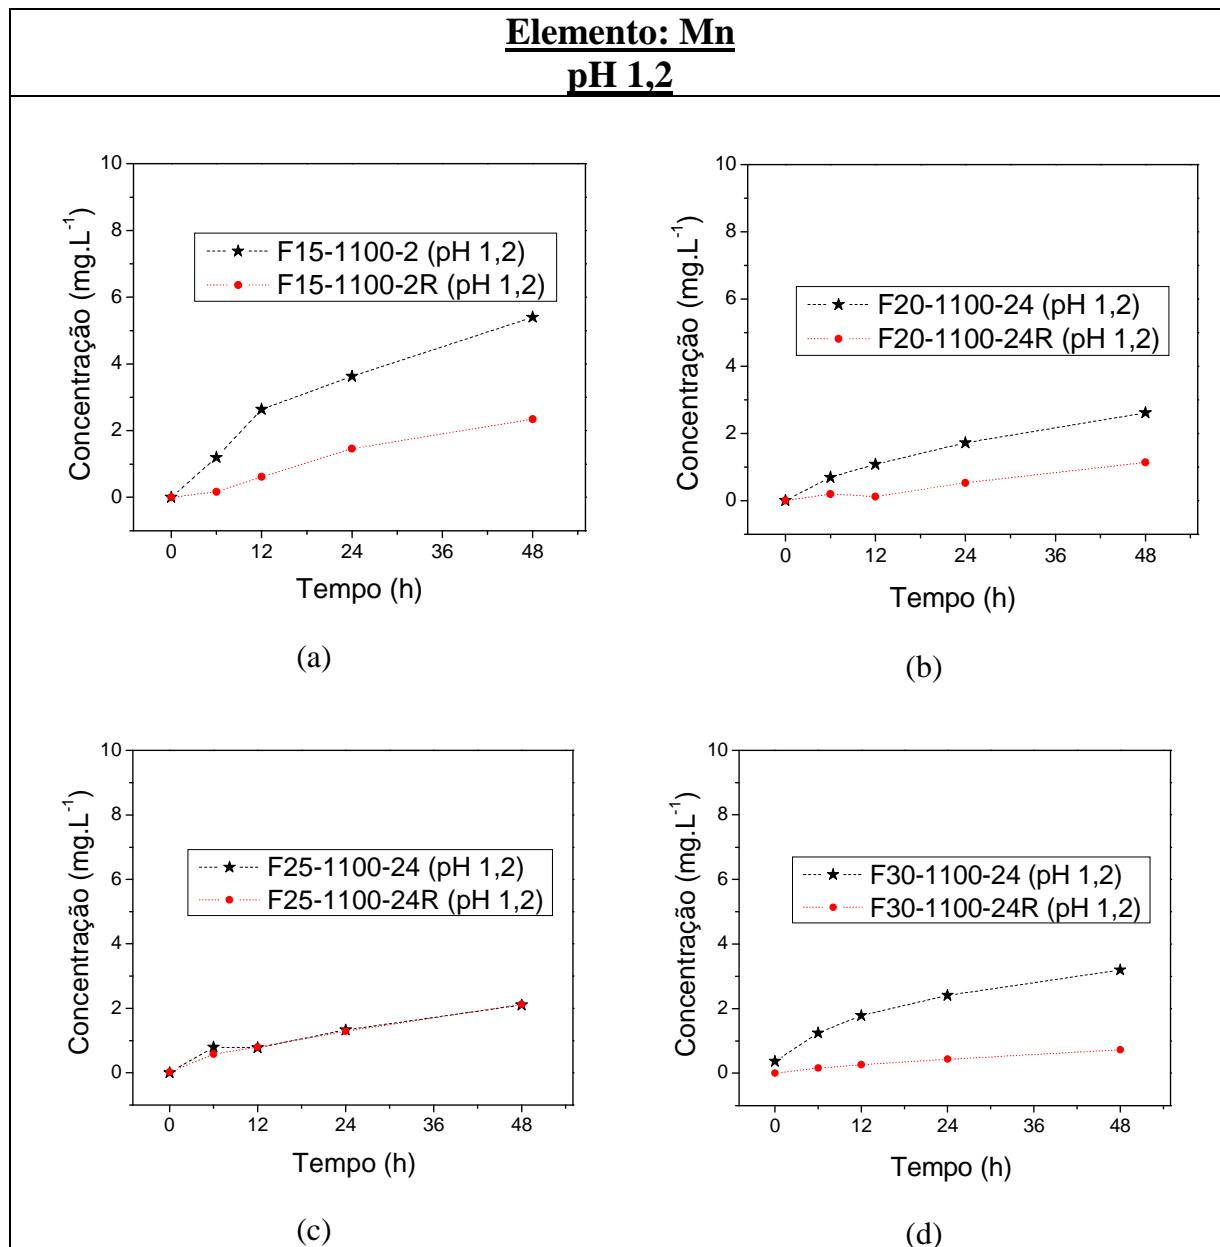 Elemento: Mn
pH 1,2
10
8
6
4
2
0
Concentração (mg.L⁻¹)
F15-1100-2 (pH 1,2)
F15-1100-2R (pH 1,2)
0 12 24 36 48
Tempo (h)
(a)
10
8
6
4
2
0
Concentração (mg.L⁻¹)
F20-1100-24 (pH 1,2)
F20-1100-24R (pH 1,2)
0 12 24 36 48
Tempo (h)
(b)
10
8
6
4
2
0
Concentração (mg.L⁻¹)
F25-1100-24 (pH 1,2)
F25-1100-24R (pH 1,2)
0 12 24 36 48
Tempo (h)
(c)
10
8
6
4
2
0
Concentração (mg.L⁻¹)
F30-1100-24 (pH 1,2)
F30-1100-24R (pH 1,2)
0 12 24 36 48
Tempo (h)
(d)